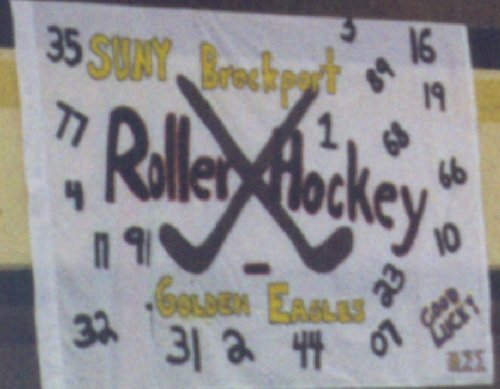 35 SUNY Brockport 3 16
89 19
77 Roller Hockey 1 68
4 66
11 91 10
Golden Eagles 23
32 31 2 44 07
GOOD
LUCK!
ΑΣΣ